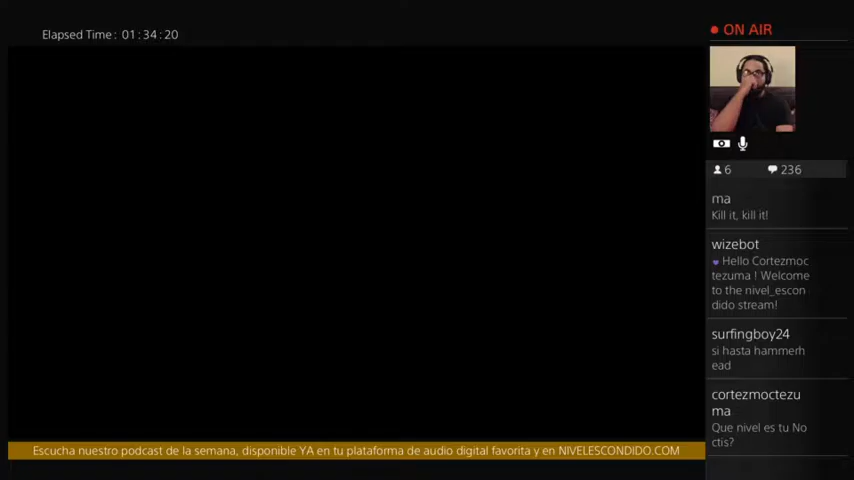 Elapsed Time: 01:34:20
ON AIR
6 236
ma
Kill it, kill it!
wizebot
Hello Cortezmoc
tezuma ! Welcome
to the nivel_escon
dido stream!
surfingboy24
si hasta hammerh
ead
cortezmoctezu
ma
Que nivel es tu No
ctis?
Escucha nuestro podcast de la semana, disponible YA en tu plataforma de audio digital favorita y en NIVELESCONDIDO.COM